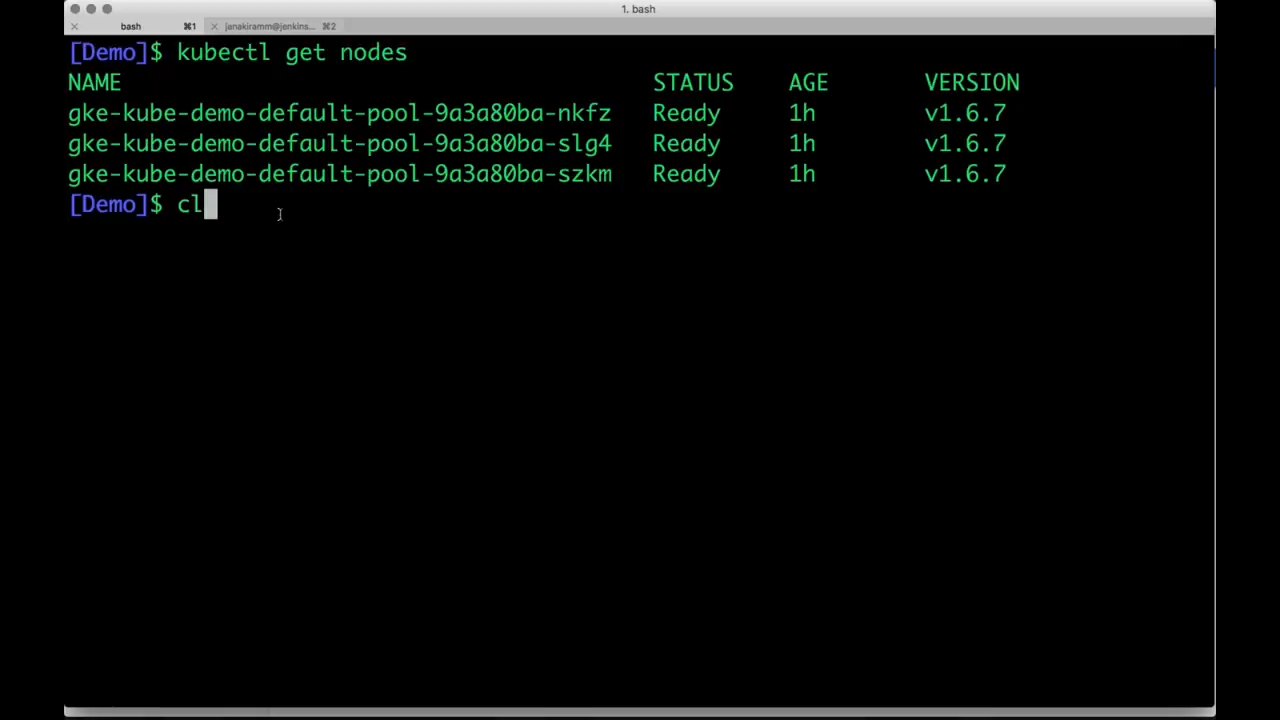 1. bash
bash ⌘1 janakiramm@jenkins... ⌘2
[Demo]$ kubectl get nodes
NAME STATUS AGE VERSION
gke-kube-demo-default-pool-9a3a80ba-nkfz Ready 1h v1.6.7
gke-kube-demo-default-pool-9a3a80ba-slg4 Ready 1h v1.6.7
gke-kube-demo-default-pool-9a3a80ba-szkm Ready 1h v1.6.7
[Demo]$ cl